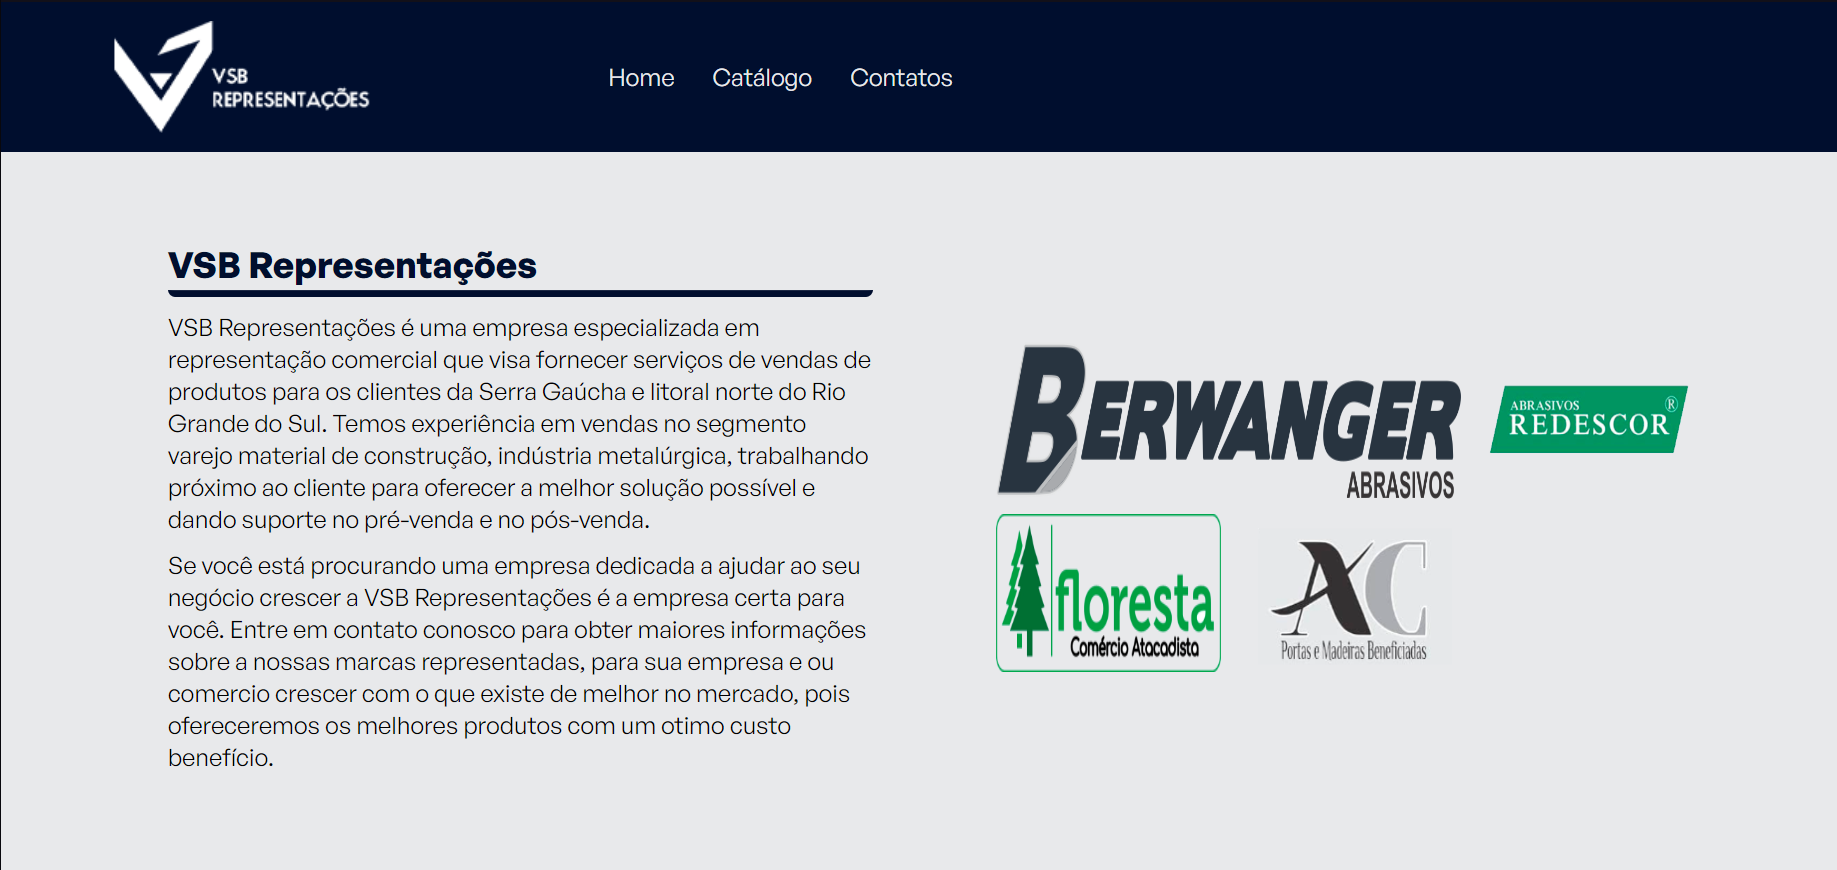 VSB
REPRESENTAÇÕES
Home Catálogo Contatos
VSB Representações
VSB Representações é uma empresa especializada em
representação comercial que visa fornecer serviços de vendas de
produtos para os clientes da Serra Gaúcha e litoral norte do Rio
Grande do Sul. Temos experiência em vendas no segmento
varejo material de construção, indústria metalúrgica, trabalhando
próximo ao cliente para oferecer a melhor solução possível e
dando suporte no pré-venda e no pós-venda.
Se você está procurando uma empresa dedicada a ajudar ao seu
negócio crescer a VSB Representações é a empresa certa para
você. Entre em contato conosco para obter maiores informações
sobre a nossas marcas representadas, para sua empresa e ou
comercio crescer com o que existe de melhor no mercado, pois
ofereceremos os melhores produtos com um otimo custo
benefício.
BERWANGER
ABRASIVOS
ABRASIVOS
REDESCOR®
floresta
Comércio Atacadista
AC
Portas e Madeiras Beneficiadas